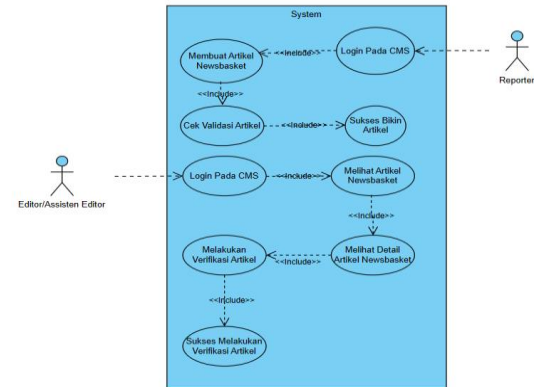 System
Membuat Artikel
Newsbasket
<<Include>>
Login Pada CMS
Reporter
<<Include>>
Cek Validasi Artikel
<<Include>>
Sukses Bikin
Artikel
Editor/Assisten Editor
Login Pada CMS
<<Include>>
Melihat Artikel
Newsbasket
<<Include>>
Melakukan
Verifikasi Artikel
<<Include>>
Melihat Detail
Artikel Newsbasket
<<Include>>
Sukses Melakukan
Verifikasi Artikel